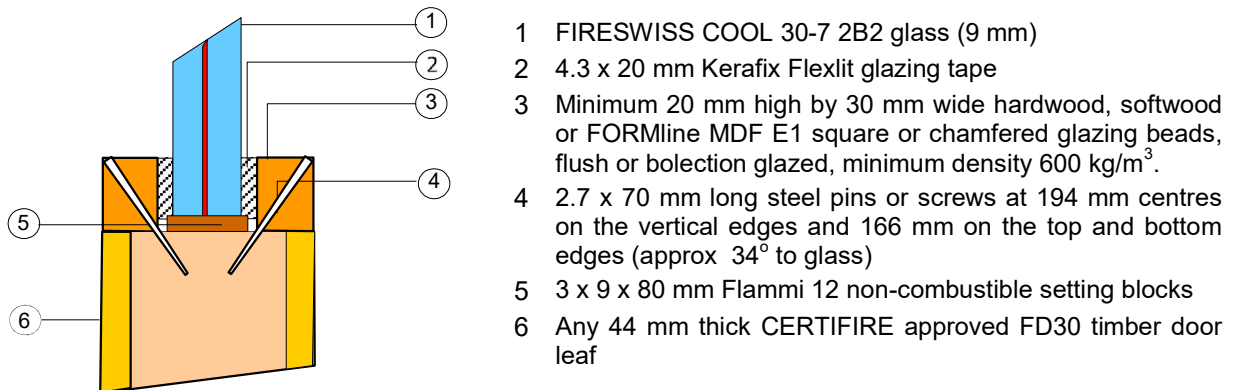 1
2
3
4
5
6
1 FIRESWISS COOL 30-7 2B2 glass (9 mm)
2 4.3 x 20 mm Kerafix Flexlit glazing tape
3 Minimum 20 mm high by 30 mm wide hardwood, softwood
or FORMline MDF E1 square or chamfered glazing beads,
flush or bolection glazed, minimum density 600 kg/m³.
4 2.7 x 70 mm long steel pins or screws at 194 mm centres
on the vertical edges and 166 mm on the top and bottom
edges (approx 34° to glass)
5 3 x 9 x 80 mm Flammi 12 non-combustible setting blocks
6 Any 44 mm thick CERTIFIRE approved FD30 timber door
leaf